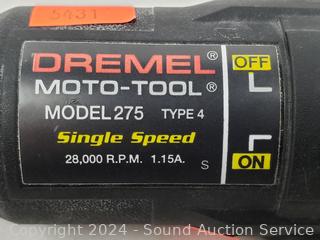 5431
DREMEL®
MOTO-TOOL®
MODEL 275 TYPE 4
Single Speed
28,000 R.P.M. 1.15A. S
OFF
ON
Copyright 2024 - Sound Auction Service